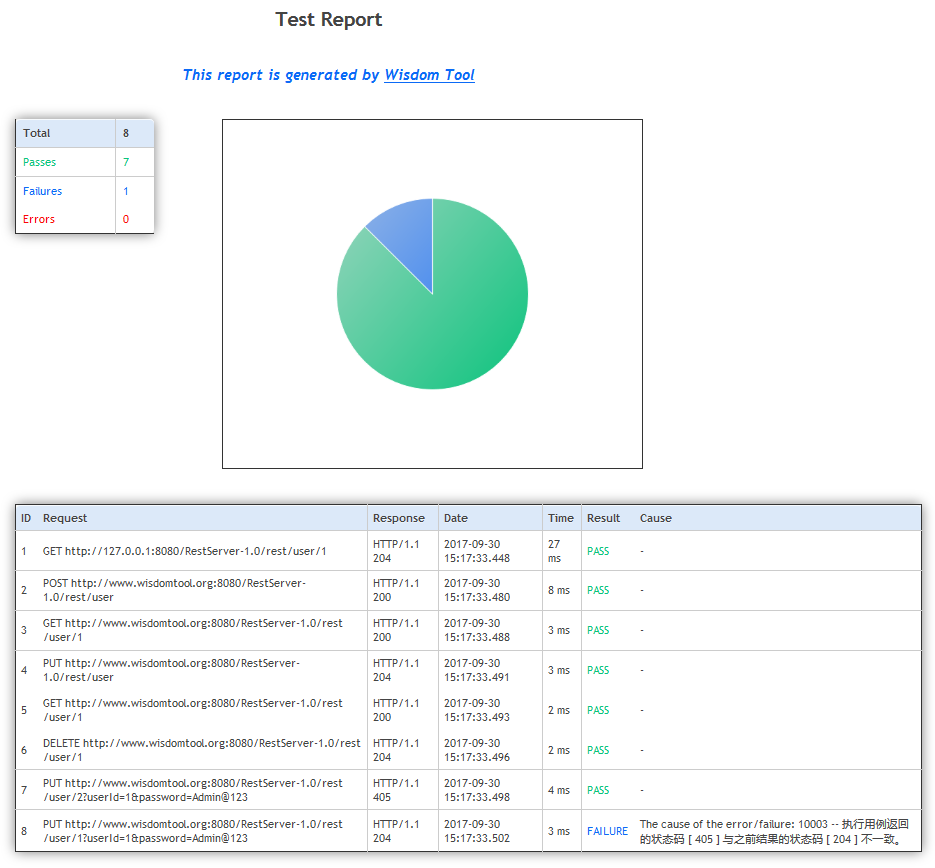 Test Report
This report is generated by Wisdom Tool
Total 8
Passes 7
Failures 1
Errors 0
ID Request Response Date Time Result Cause
1 GET http://127.0.0.1:8080/RestServer-1.0/rest/user/1 HTTP/1.1 204 2017-09-30 15:17:33.448 27 ms PASS -
2 POST http://www.wisdomtool.org:8080/RestServer-1.0/rest/user HTTP/1.1 200 2017-09-30 15:17:33.480 8 ms PASS -
3 GET http://www.wisdomtool.org:8080/RestServer-1.0/rest/user/1 HTTP/1.1 200 2017-09-30 15:17:33.488 3 ms PASS -
4 PUT http://www.wisdomtool.org:8080/RestServer-1.0/rest/user HTTP/1.1 204 2017-09-30 15:17:33.491 3 ms PASS -
5 GET http://www.wisdomtool.org:8080/RestServer-1.0/rest/user/1 HTTP/1.1 200 2017-09-30 15:17:33.493 2 ms PASS -
6 DELETE http://www.wisdomtool.org:8080/RestServer-1.0/rest/user/1 HTTP/1.1 204 2017-09-30 15:17:33.496 2 ms PASS -
7 PUT http://www.wisdomtool.org:8080/RestServer-1.0/rest/user/2?userId=1&password=Admin@123 HTTP/1.1 405 2017-09-30 15:17:33.498 4 ms PASS -
8 PUT http://www.wisdomtool.org:8080/RestServer-1.0/rest/user/1?userId=1&password=Admin@123 HTTP/1.1 204 2017-09-30 15:17:33.502 3 ms FAILURE The cause of the error/failure: 10003 -- 执行用例返回的状态码 [ 405 ] 与之前结果的状态码 [ 204 ] 不一致。